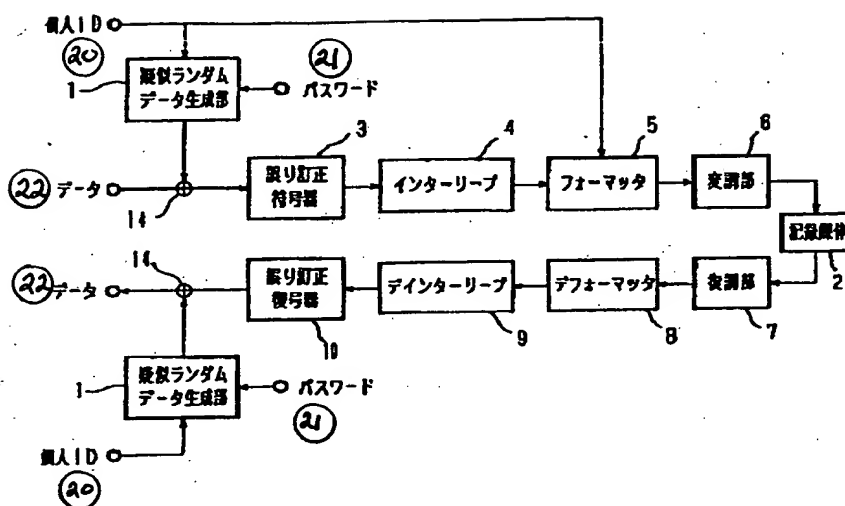 個人ID
20
1
疑似ランダム
データ生成部
21
パスワード
3
4
5
6
22 データ
14
誤り訂正
符号器
インターリーブ
フォーマッタ
変調部
記録媒体
2
22 データ
14
誤り訂正
復号器
デインターリーブ
デフォーマッタ
復調部
10
9
8
7
1
疑似ランダム
データ生成部
パスワード
21
個人ID
20